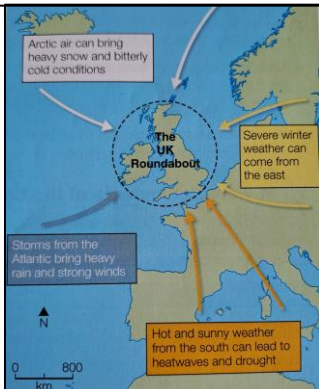 Arctic air can bring
heavy snow and bitterly
cold conditions
The
UK
Roundabout
Severe winter
weather can
come from
the east
Storms from the
Atlantic bring heavy
rain and strong winds
N
0 800
km
Hot and sunny weather
from the south can lead to
heatwaves and drought